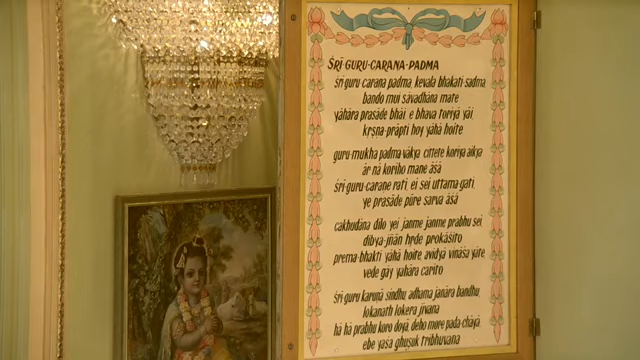 ŚRĪ GURU-CARAṆA-PADMA
śrī guru-caraṇa padma, kevala bhakati-sadma,
bando mui sāvadhāna mate
yāhāra prasāde bhāi, e bhava toriyā yāi,
kṛṣṇa-prāpti hoy yāhā hoite
guru-mukha padma vākya, cittete koriyā aikya,
ār nā koriho mane āśā
śrī-guru-caraṇe rati, ei sei uttama-gati,
ye prasāde pūre sarva āśā
cakhudāna dilo yei, janme janme prabhu sei,
dibya-jñān hṛde prokāśito
prema-bhakti yāhā hoite, avidyā vināśa yāte,
vede gāy yāhāra carito
śrī guru karuṇā sindhu, adhama janāra bandhu,
lokanath lokera jīvana
hā hā prabhu koro doyā, deho more pada chāyā,
ebe yaśa ghuṣuk tribhuvana